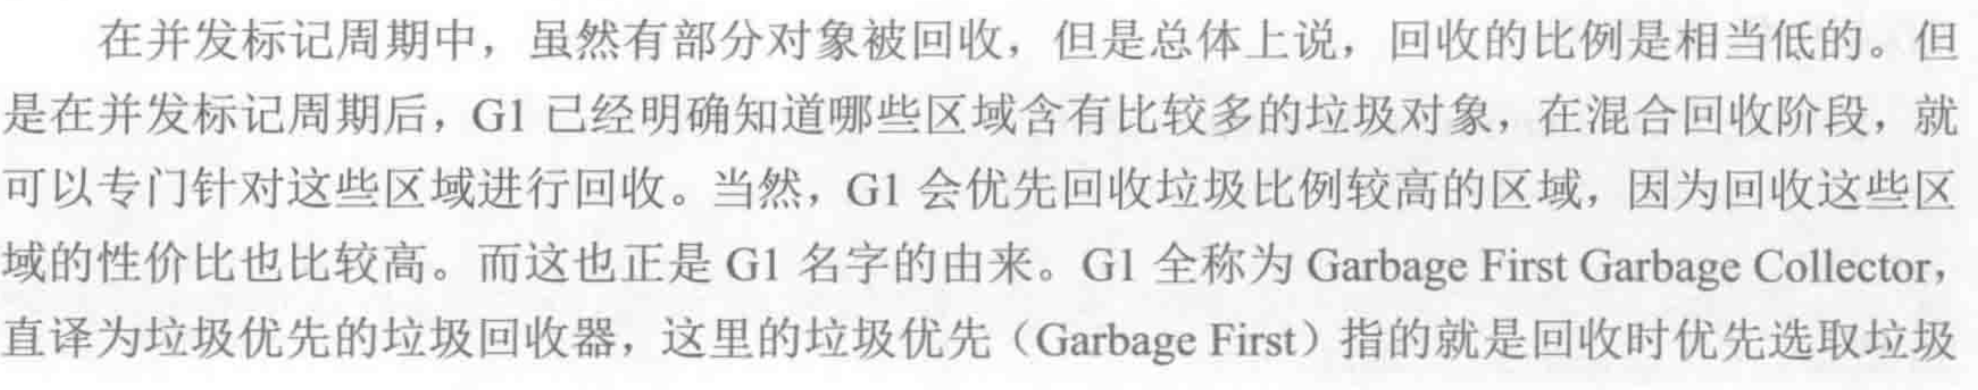 在并发标记周期中，虽然有部分对象被回收，但是总体上说，回收的比例是相当低的。但
是在并发标记周期后，G1 已经明确知道哪些区域含有比较多的垃圾对象，在混合回收阶段，就
可以专门针对这些区域进行回收。当然，G1 会优先回收垃圾比例较高的区域，因为回收这些区
域的性价比也比较高。而这也正是 G1 名字的由来。G1 全称为 Garbage First Garbage Collector，
直译为垃圾优先的垃圾回收器，这里的垃圾优先（Garbage First）指的就是回收时优先选取垃圾